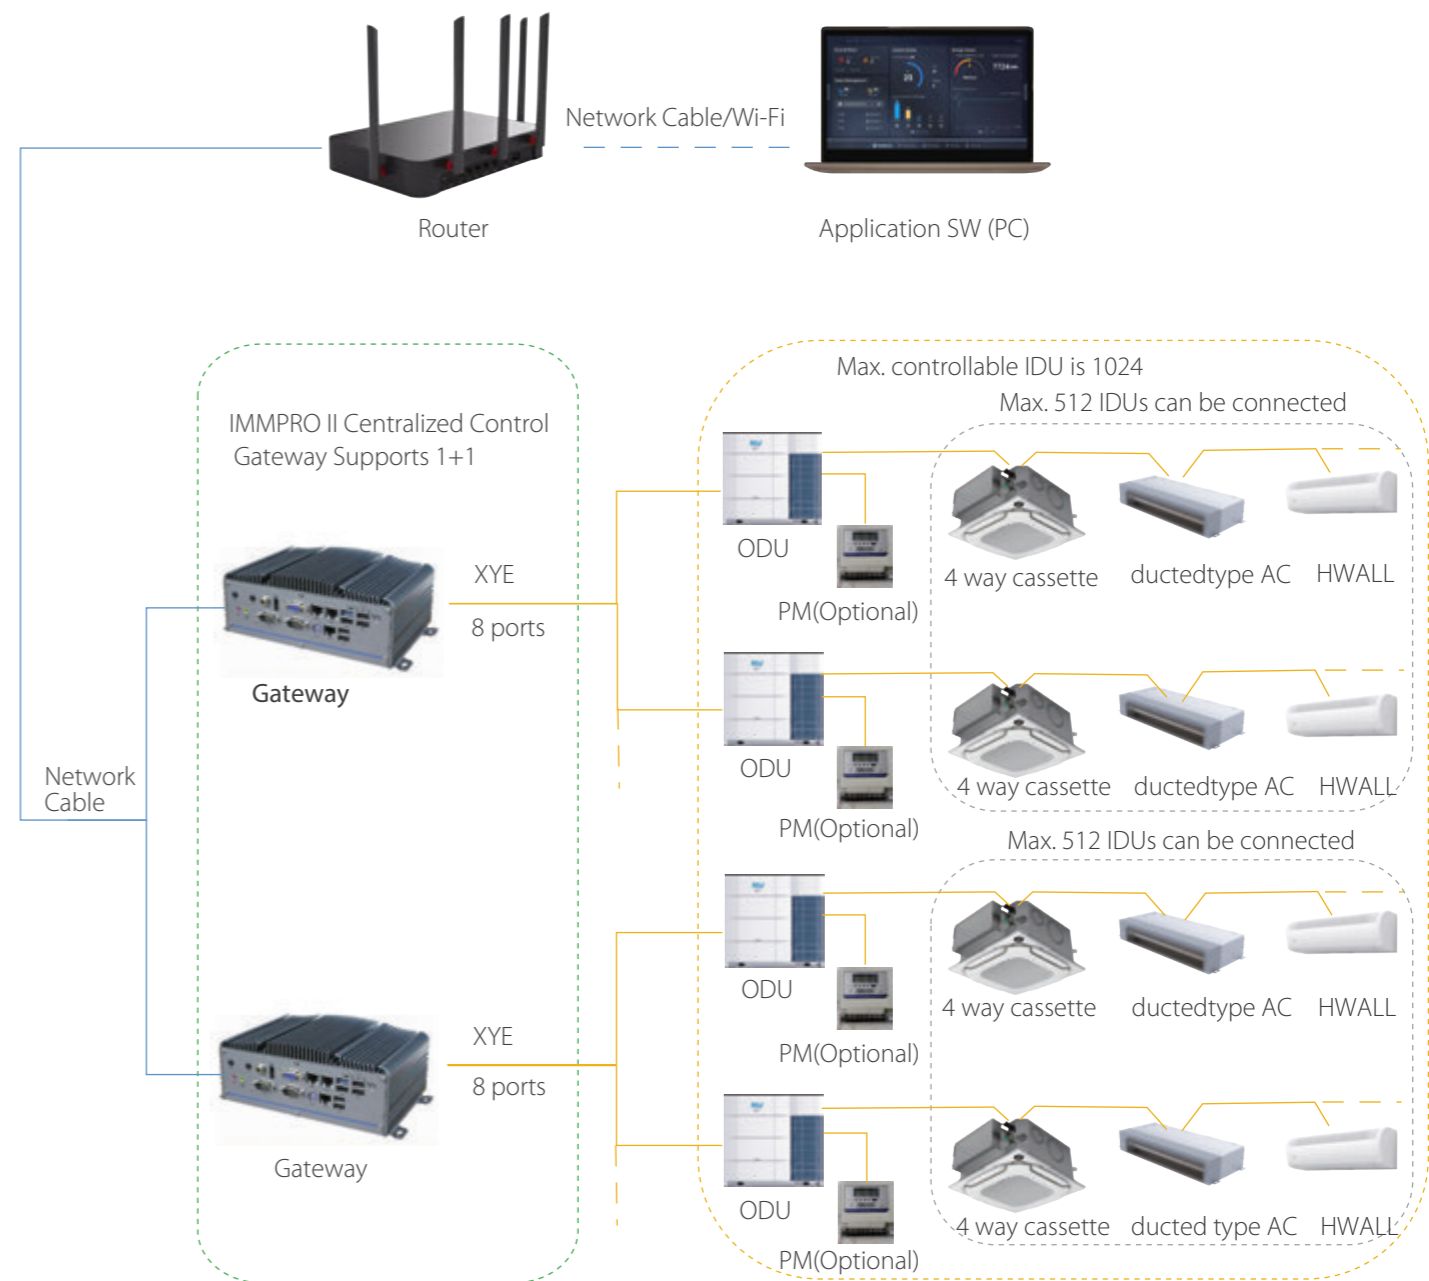 Network Cable/Wi-Fi
Router
Application SW (PC)
Max. controllable IDU is 1024
Max. 512 IDUs can be connected
IMMPRO II Centralized Control
Gateway Supports 1+1
ODU
PM(Optional)
4 way cassette
ductedtype AC
HWALL
XYE
8 ports
Gateway
ODU
PM(Optional)
4 way cassette
ductedtype AC
HWALL
Network
Cable
Max. 512 IDUs can be connected
ODU
PM(Optional)
4 way cassette
ductedtype AC
HWALL
XYE
8 ports
Gateway
ODU
PM(Optional)
4 way cassette
ducted type AC
HWALL